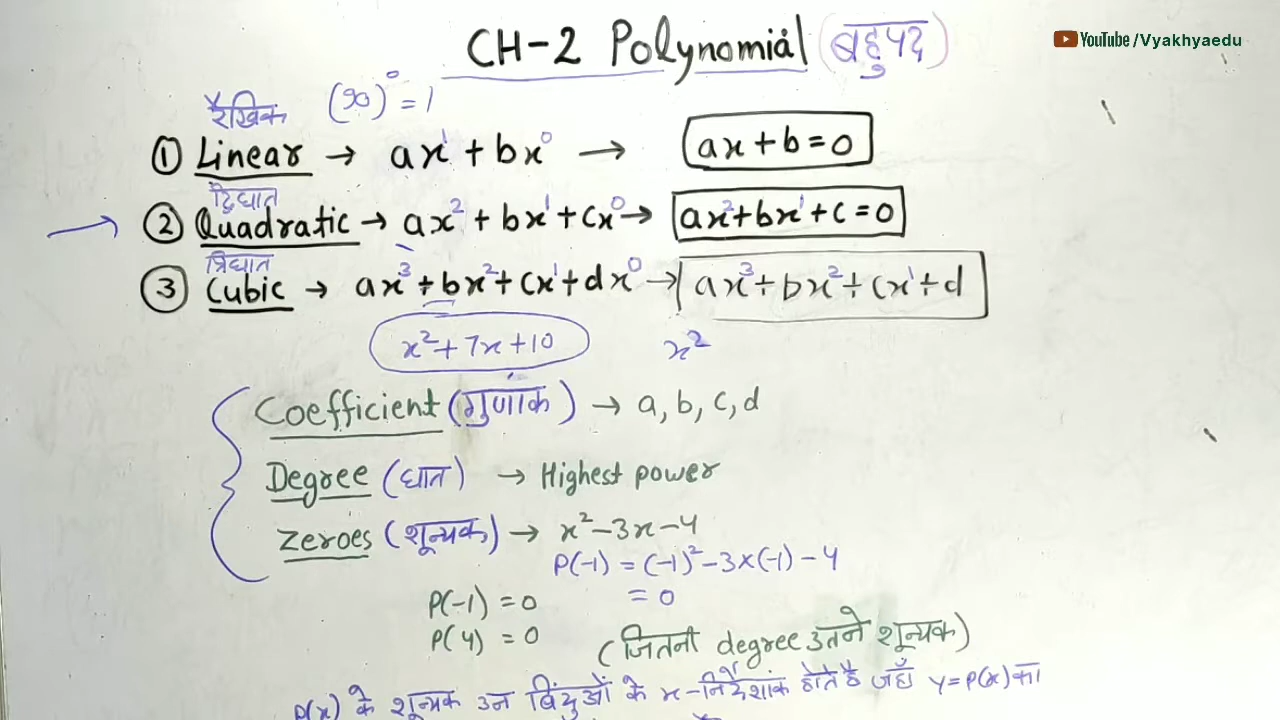 CH-2 Polynomial (बहुपद)
YouTube /Vyakhyaedu
रैखिक (90)⁰ = 1
① Linear → ax¹ + bx⁰ → ax + b = 0
द्विघात
② Quadratic → ax² + bx¹ + cx⁰ → ax² + bx¹ + c = 0
त्रिघात
③ Cubic → ax³ + bx² + cx¹ + dx⁰ → ax³ + bx² + cx¹ + d
x² + 7x + 10 x²
Coefficient (गुणांक) → a, b, c, d
Degree (घात) → Highest power
Zeroes (शून्यक) → x² - 3x - 4
P(-1) = (-1)² - 3×(-1) - 4
P(-1) = 0 = 0
P(4) = 0
(जितनी degree उतने शून्यक)
P(x) के शून्यक उन बिंदुओं के x-निर्देशांक होते है जहाँ y=P(x) का